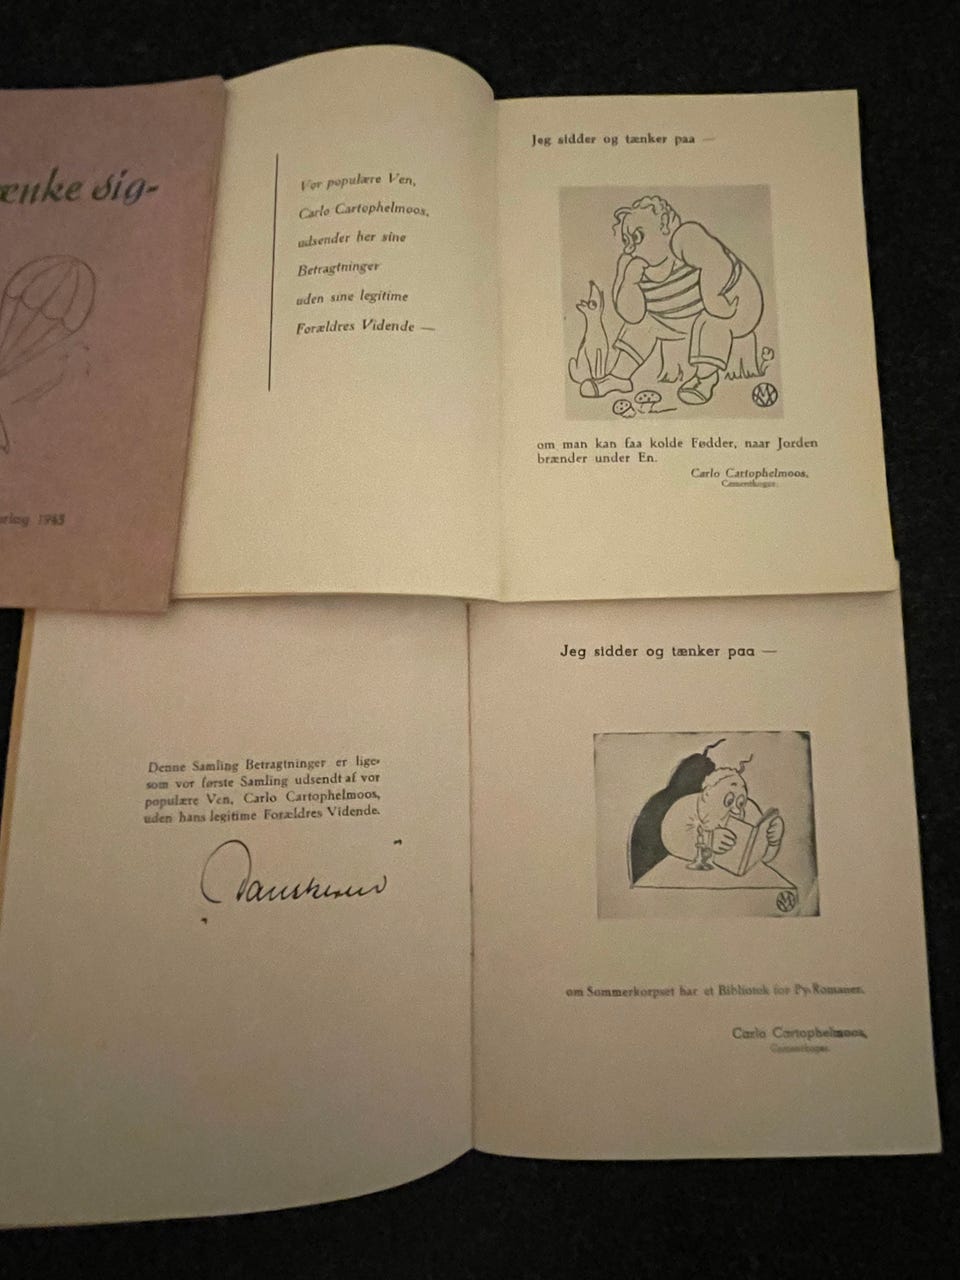 ænke sig-
1945
Vor populære Ven,
Carlo Cartophelmoos,
udsender her sine
Betragtninger
uden sine legitime
Forældres Vidende —
Jeg sidder og tænker paa —
om man kan faa kolde Fødder, naar Jorden
brænder under En.
Carlo Cartophelmoos,
Cementkoger.
Denne Samling Betragtninger er lige-
som vor første Samling udsendt af vor
populære Ven, Carlo Cartophelmoos,
uden hans legitime Forældres Vidende.
Jeg sidder og tænker paa —
om Sommerkorpset har et Bibliotek for Py-Romaner.
Carlo Cartophelmoos,
Cementkoger.